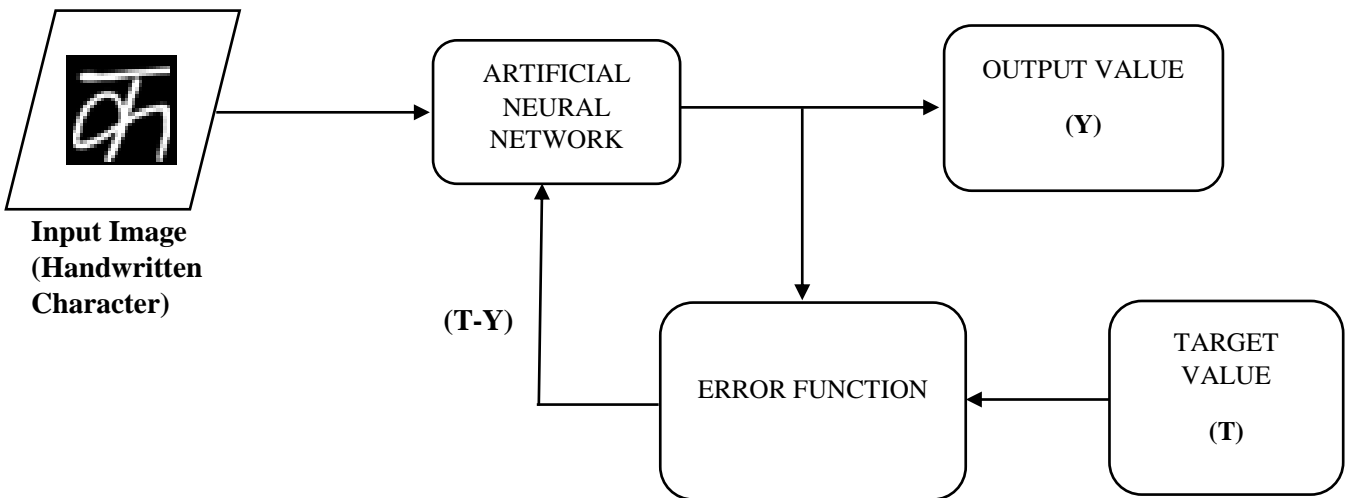 क
Input Image
(Handwritten
Character)
ARTIFICIAL
NEURAL
NETWORK
OUTPUT VALUE
(Y)
(T-Y)
ERROR FUNCTION
TARGET
VALUE
(T)